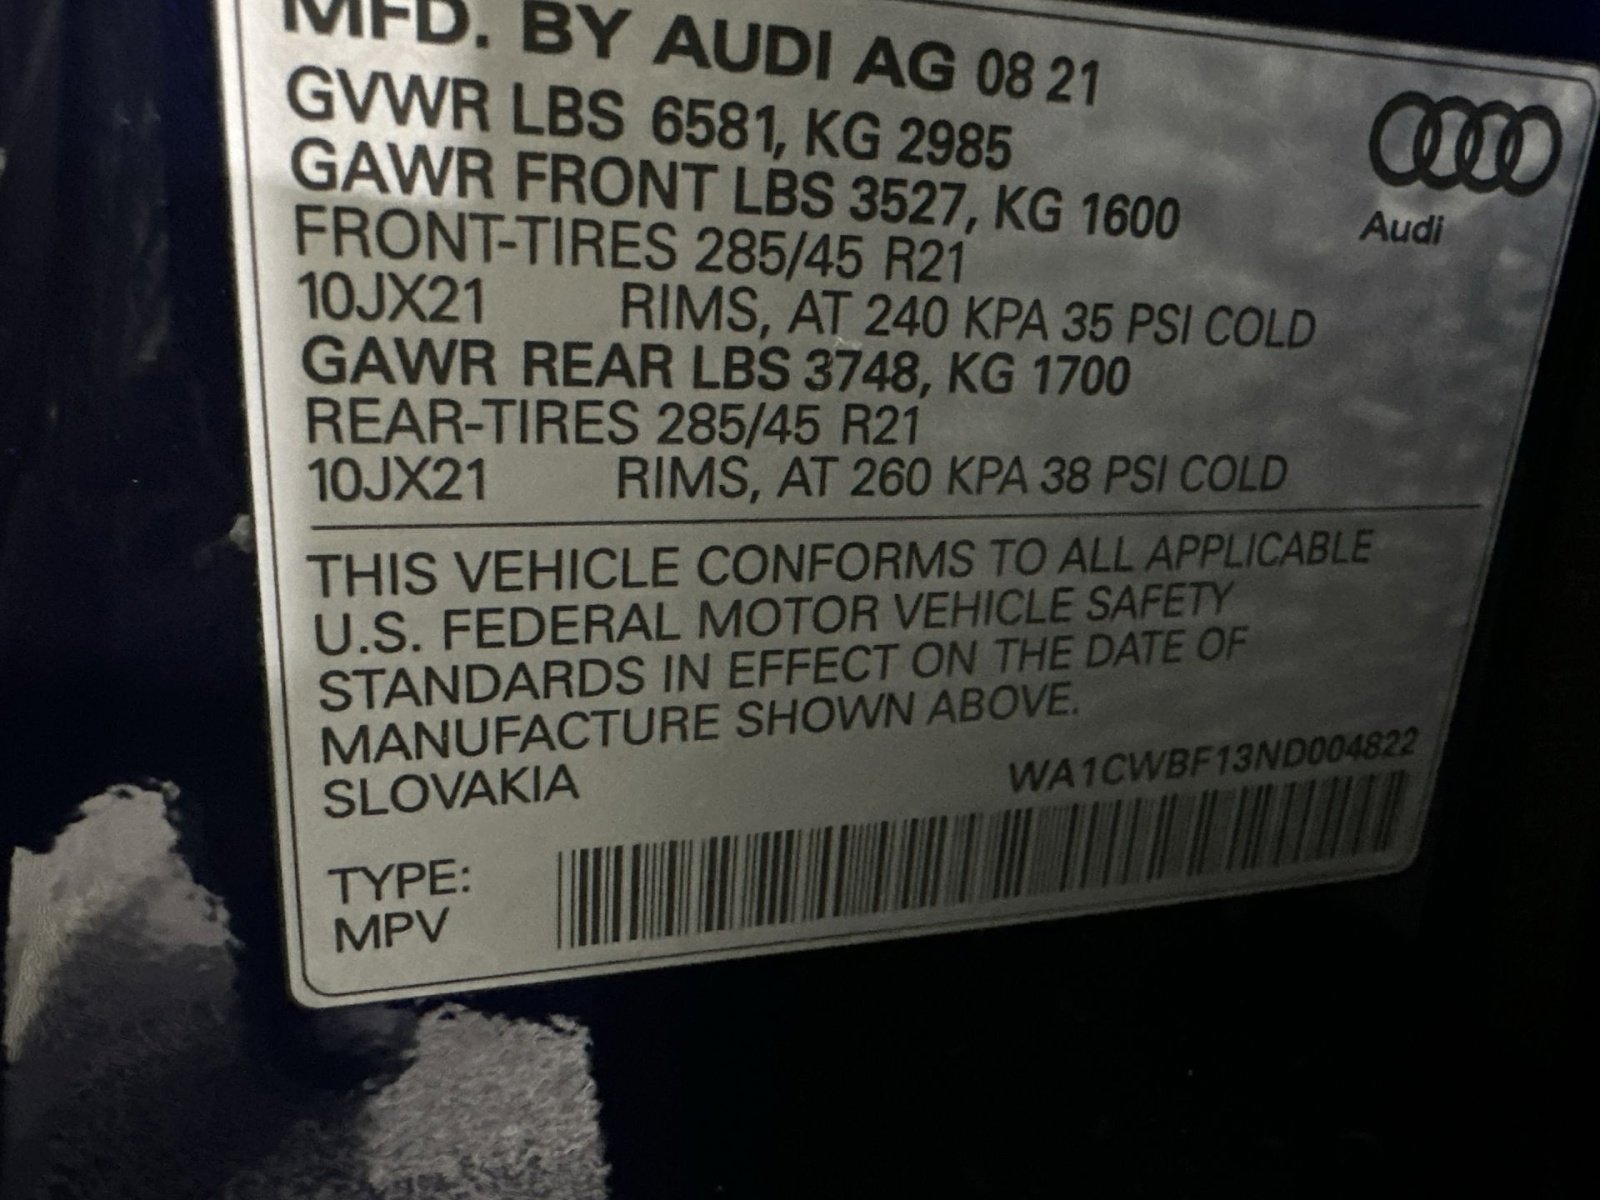 MFD. BY AUDI AG 08 21
GVWR LBS 6581, KG 2985
GAWR FRONT LBS 3527, KG 1600
FRONT-TIRES 285/45 R21
10JX21 RIMS, AT 240 KPA 35 PSI COLD
GAWR REAR LBS 3748, KG 1700
REAR-TIRES 285/45 R21
10JX21 RIMS, AT 260 KPA 38 PSI COLD
Audi
THIS VEHICLE CONFORMS TO ALL APPLICABLE
U.S. FEDERAL MOTOR VEHICLE SAFETY
STANDARDS IN EFFECT ON THE DATE OF
MANUFACTURE SHOWN ABOVE.
SLOVAKIA
WA1CWBF13ND004822
TYPE:
MPV